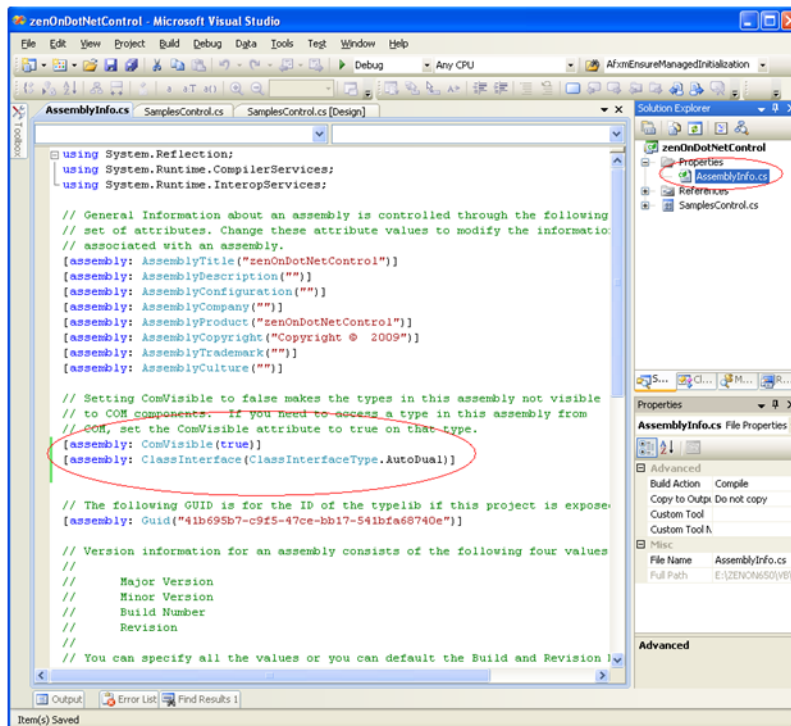 zenOnDotNetControl - Microsoft Visual Studio
File Edit View Project Build Debug Data Tools Test Window Help
Debug Any CPU AfxmEnsureManagedInitialization
AssemblyInfo.cs SamplesControl.cs SamplesControl.cs [Design]
Toolbox
using System.Reflection;
using System.Runtime.CompilerServices;
using System.Runtime.InteropServices;
// General Information about an assembly is controlled through the following
// set of attributes. Change these attribute values to modify the informatio
// associated with an assembly.
[assembly: AssemblyTitle("zenOnDotNetControl")]
[assembly: AssemblyDescription("")]
[assembly: AssemblyConfiguration("")]
[assembly: AssemblyCompany("")]
[assembly: AssemblyProduct("zenOnDotNetControl")]
[assembly: AssemblyCopyright("Copyright © 2009")]
[assembly: AssemblyTrademark("")]
[assembly: AssemblyCulture("")]
// Setting ComVisible to false makes the types in this assembly not visible
// to COM components. If you need to access a type in this assembly from
// COM, set the ComVisible attribute to true on that type.
[assembly: ComVisible(true)]
[assembly: ClassInterface(ClassInterfaceType.AutoDual)]
// The following GUID is for the ID of the typelib if this project is expose
[assembly: Guid("41b695b7-c9f5-47ce-bb17-541bfa68740e")]
// Version information for an assembly consists of the following four values
//
// Major Version
// Minor Version
// Build Number
// Revision
//
// You can specify all the values or you can default the Build and Revision
Solution Explorer
zenOnDotNetControl
Properties
AssemblyInfo.cs
References
SamplesControl.cs
S... Cl... M... R...
Properties
AssemblyInfo.cs File Properties
Advanced
Build Action Compile
Copy to Outpu Do not copy
Custom Tool
Custom Tool N
Misc
File Name AssemblyInfo.cs
Full Path E:\ZENON650\VB\
Advanced
Output Error List Find Results 1
Item(s) Saved